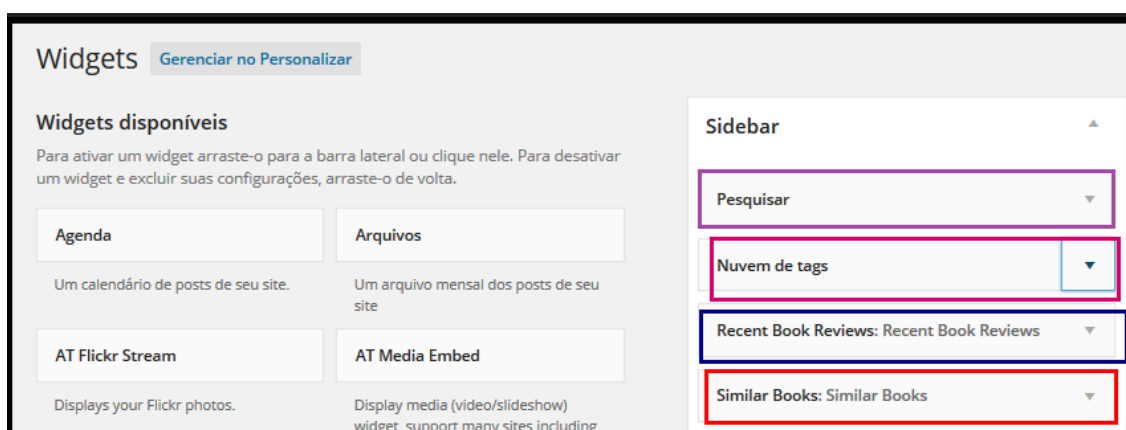 Widgets Gerenciar no Personalizar
Widgets disponíveis
Para ativar um widget arraste-o para a barra lateral ou clique nele. Para desativar
um widget e excluir suas configurações, arraste-o de volta.
Agenda
Um calendário de posts de seu site.
Arquivos
Um arquivo mensal dos posts de seu
site
AT Flickr Stream
Displays your Flickr photos.
AT Media Embed
Display media (video/slideshow)
widget, support many sites including
Sidebar
Pesquisar
Nuvem de tags
Recent Book Reviews: Recent Book Reviews
Similar Books: Similar Books